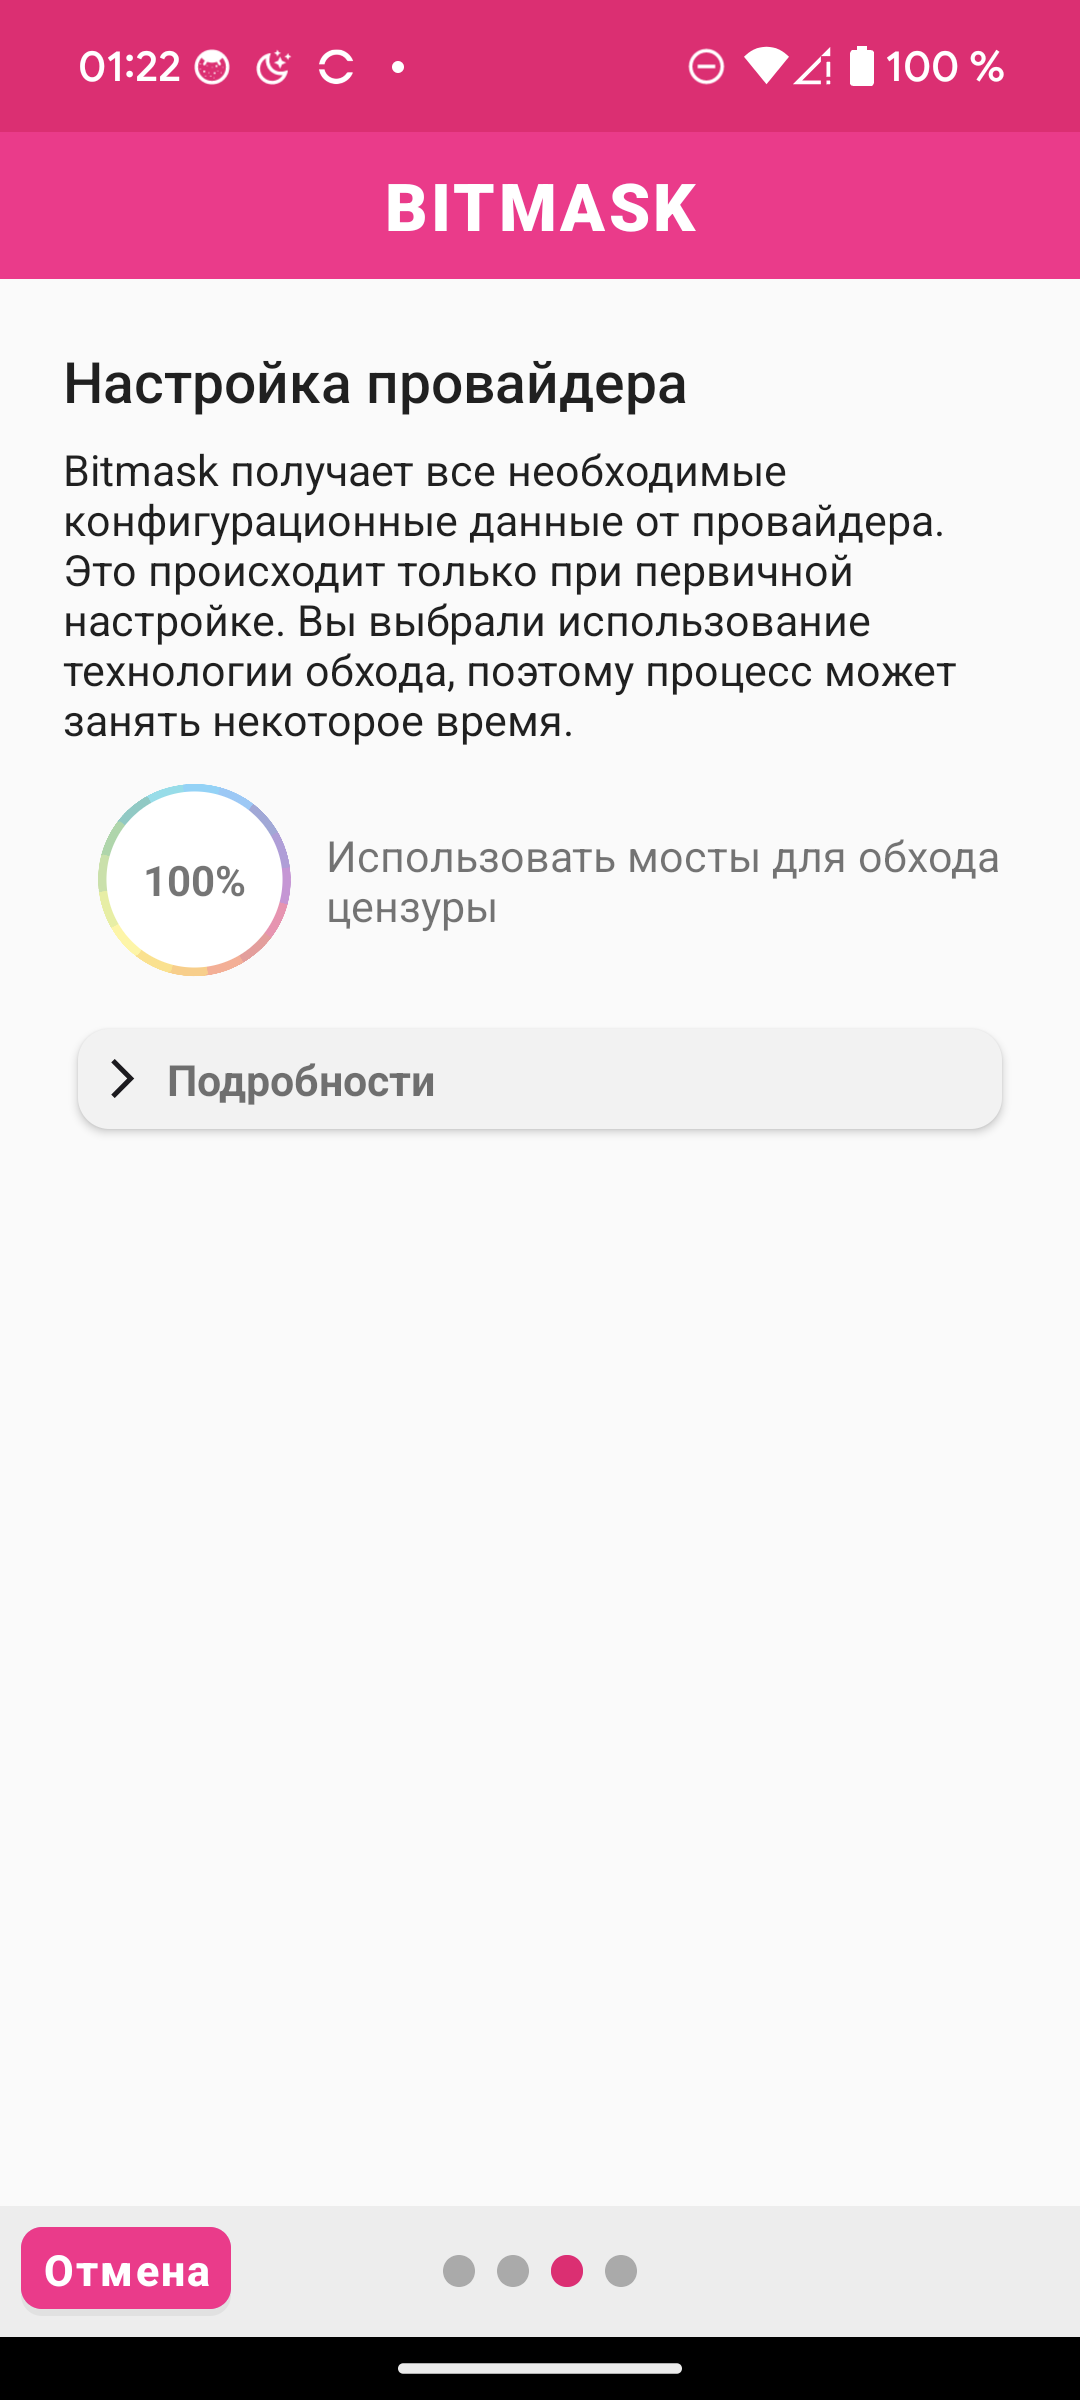 01:22
100 %
BITMASK
Настройка провайдера
Bitmask получает все необходимые
конфигурационные данные от провайдера.
Это происходит только при первичной
настройке. Вы выбрали использование
технологии обхода, поэтому процесс может
занять некоторое время.
100%
Использовать мосты для обхода
цензуры
Подробности
Отмена